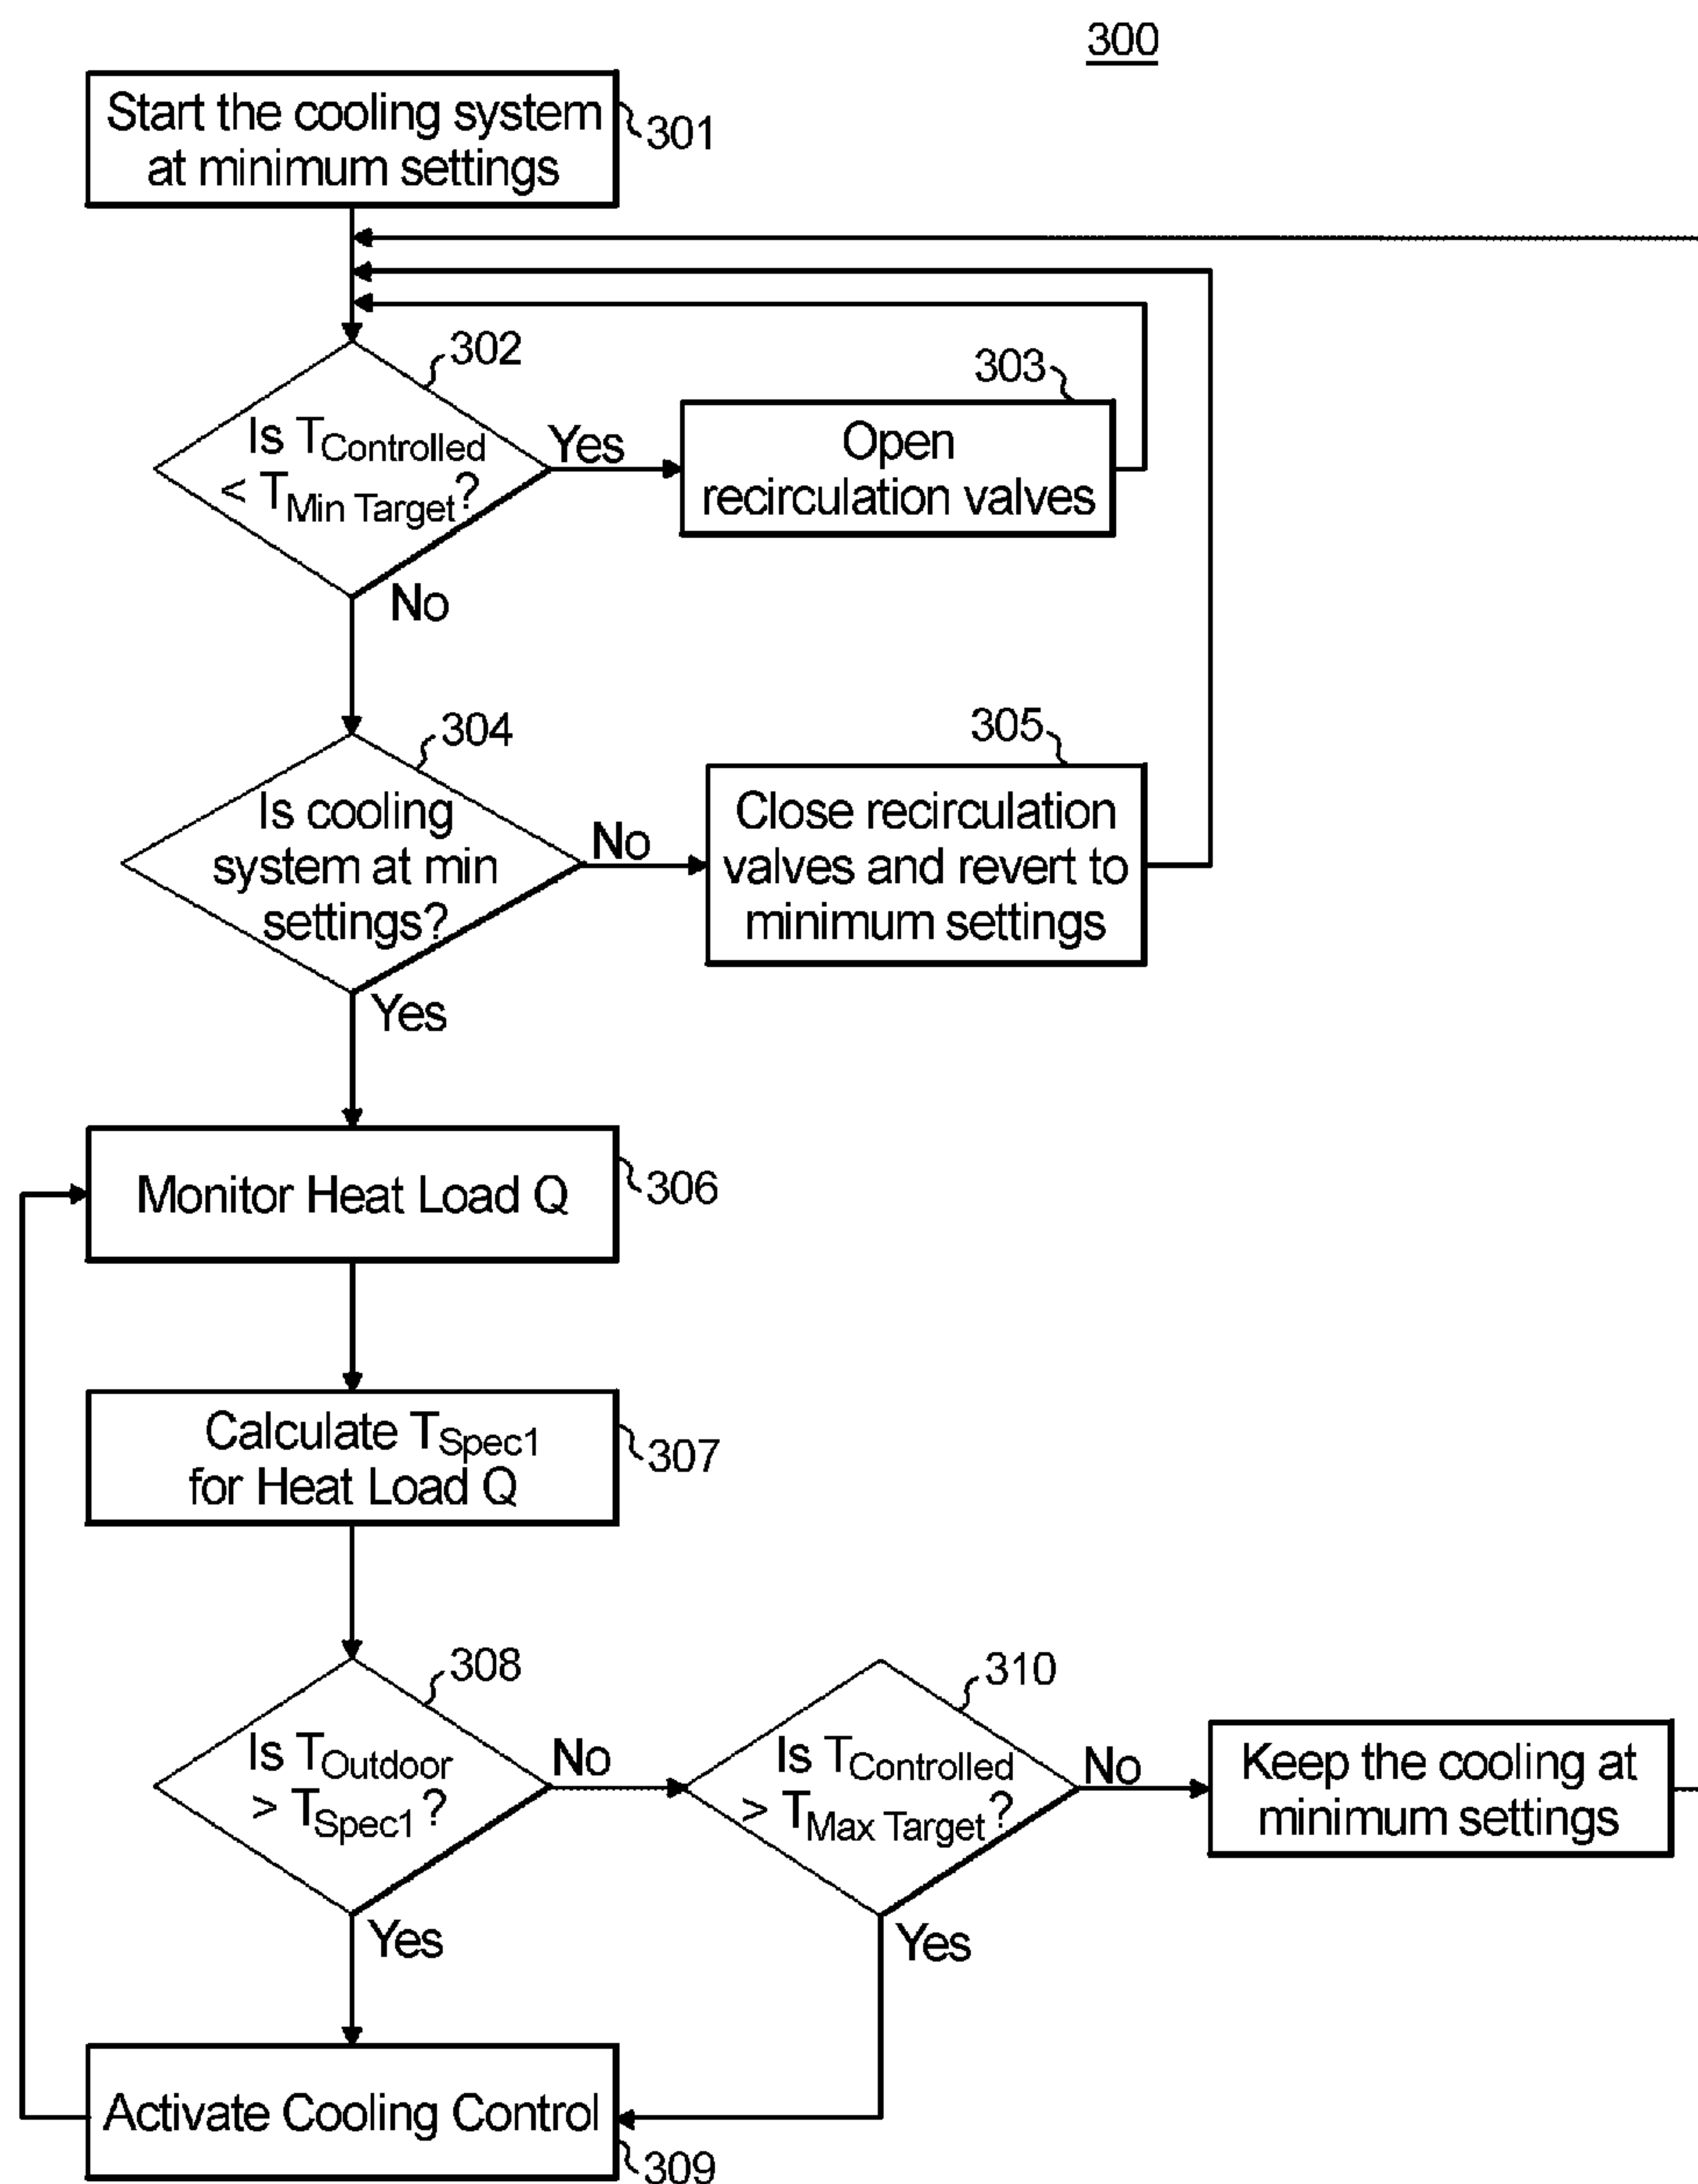 300
Start the cooling system
at minimum settings
301
302
Is TControlled
< TMin Target?
Yes
No
303
Open
recirculation valves
304
Is cooling
system at min
settings?
No
Yes
305
Close recirculation
valves and revert to
minimum settings
Monitor Heat Load Q
306
Calculate TSpec1
for Heat Load Q
307
308
Is TOutdoor
> TSpec1?
No
Yes
310
Is TControlled
> TMax Target?
No
Yes
Keep the cooling at
minimum settings
Activate Cooling Control
309